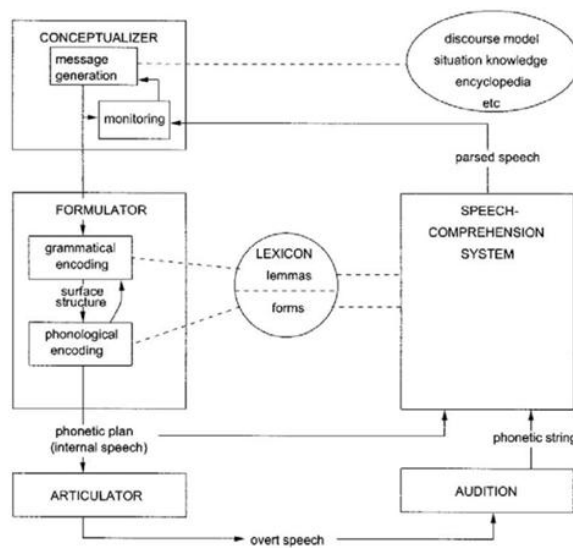 CONCEPTUALIZER
message
generation
monitoring
discourse model
situation knowledge
encyclopedia
etc
parsed speech
FORMULATOR
grammatical
encoding
surface
structure
phonological
encoding
LEXICON
lemmas
forms
SPEECH-
COMPREHENSION
SYSTEM
phonetic plan
(internal speech)
phonetic string
ARTICULATOR
AUDITION
overt speech